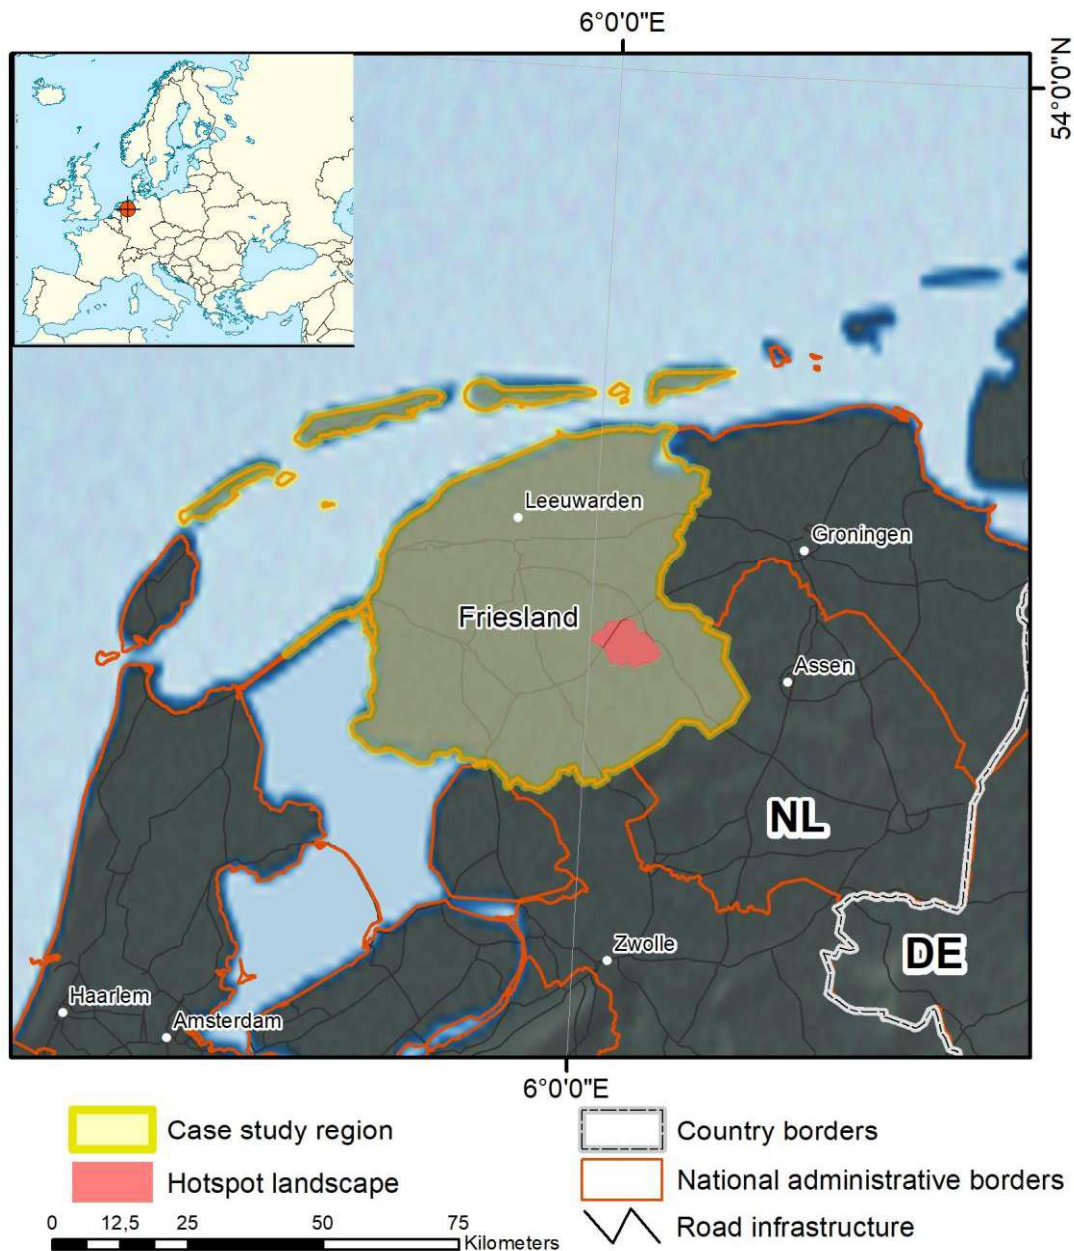 6°0'0"E
54°0'0"N
Leeuwarden
Groningen
Friesland
Assen
NL
Zwolle
DE
Haarlem
Amsterdam
6°0'0"E
Case study region
Country borders
Hotspot landscape
National administrative borders
Road infrastructure
0 12,5 25 50 75
Kilometers